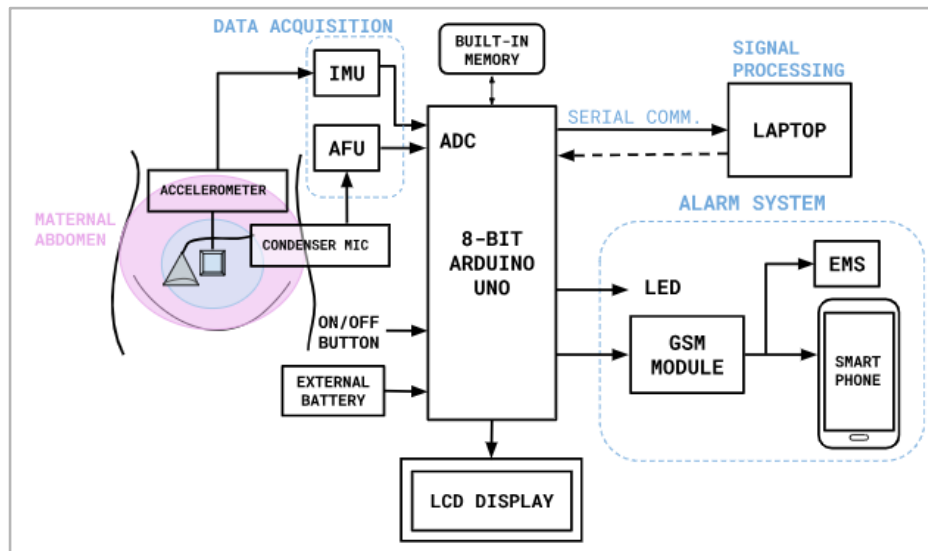 DATA ACQUISITION
IMU
AFU
BUILT-IN
MEMORY
ADC
SERIAL COMM.
SIGNAL
PROCESSING
LAPTOP
ACCELEROMETER
MATERNAL
ABDOMEN
CONDENSER MIC
8-BIT
ARDUINO
UNO
ON/OFF
BUTTON
EXTERNAL
BATTERY
ALARM SYSTEM
LED
EMS
GSM
MODULE
SMART
PHONE
LCD DISPLAY